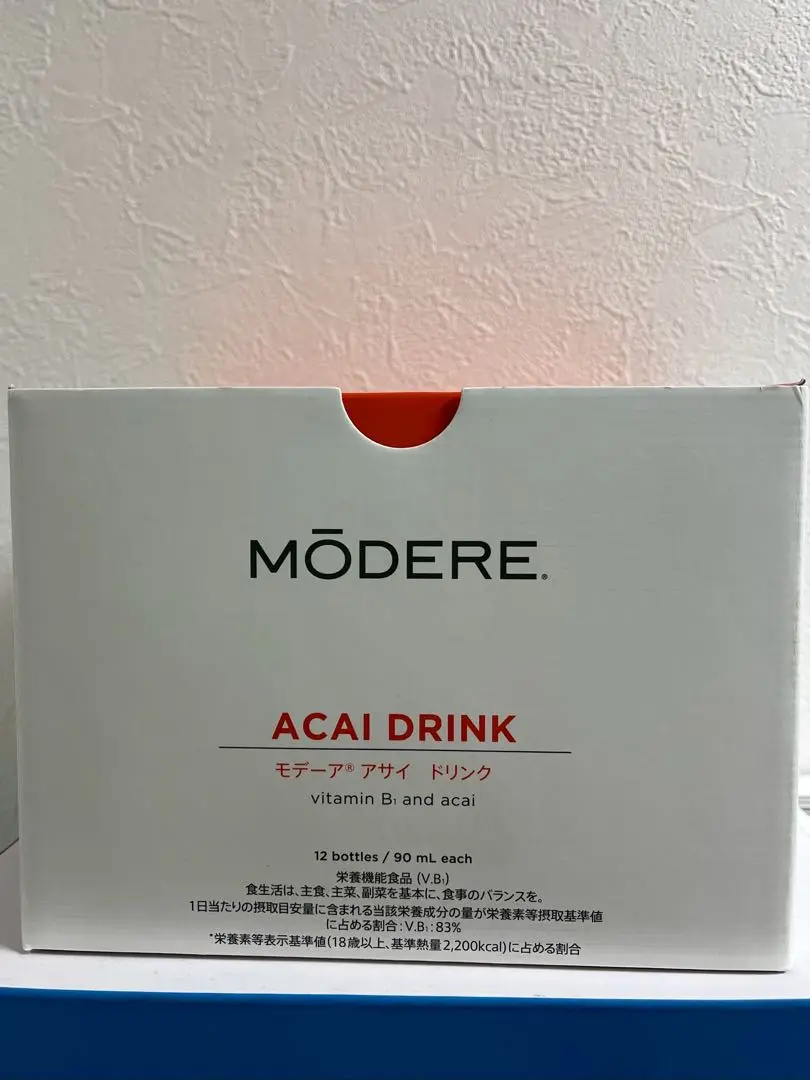 MŌDERE®
ACAI DRINK
モデーア® アサイ ドリンク
vitamin B₁ and acai
12 bottles / 90 mL each
栄養機能食品 (V.B₁)
食生活は、主食、主菜、副菜を基本に、食事のバランスを。
1日当たりの摂取目安量に含まれる当該栄養成分の量が栄養素等摂取基準値
に占める割合：V.B₁：83%
*栄養素等表示基準値(18歳以上、基準熱量2,200kcal)に占める割合